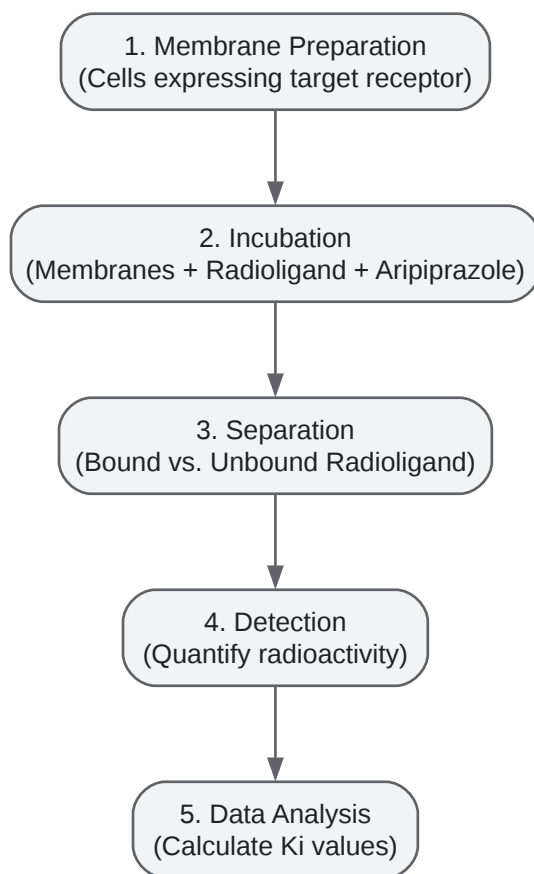 1. Membrane Preparation
(Cells expressing target receptor)
2. Incubation
(Membranes + Radioligand + Aripiprazole)
3. Separation
(Bound vs. Unbound Radioligand)
4. Detection
(Quantify radioactivity)
5. Data Analysis
(Calculate Ki values)